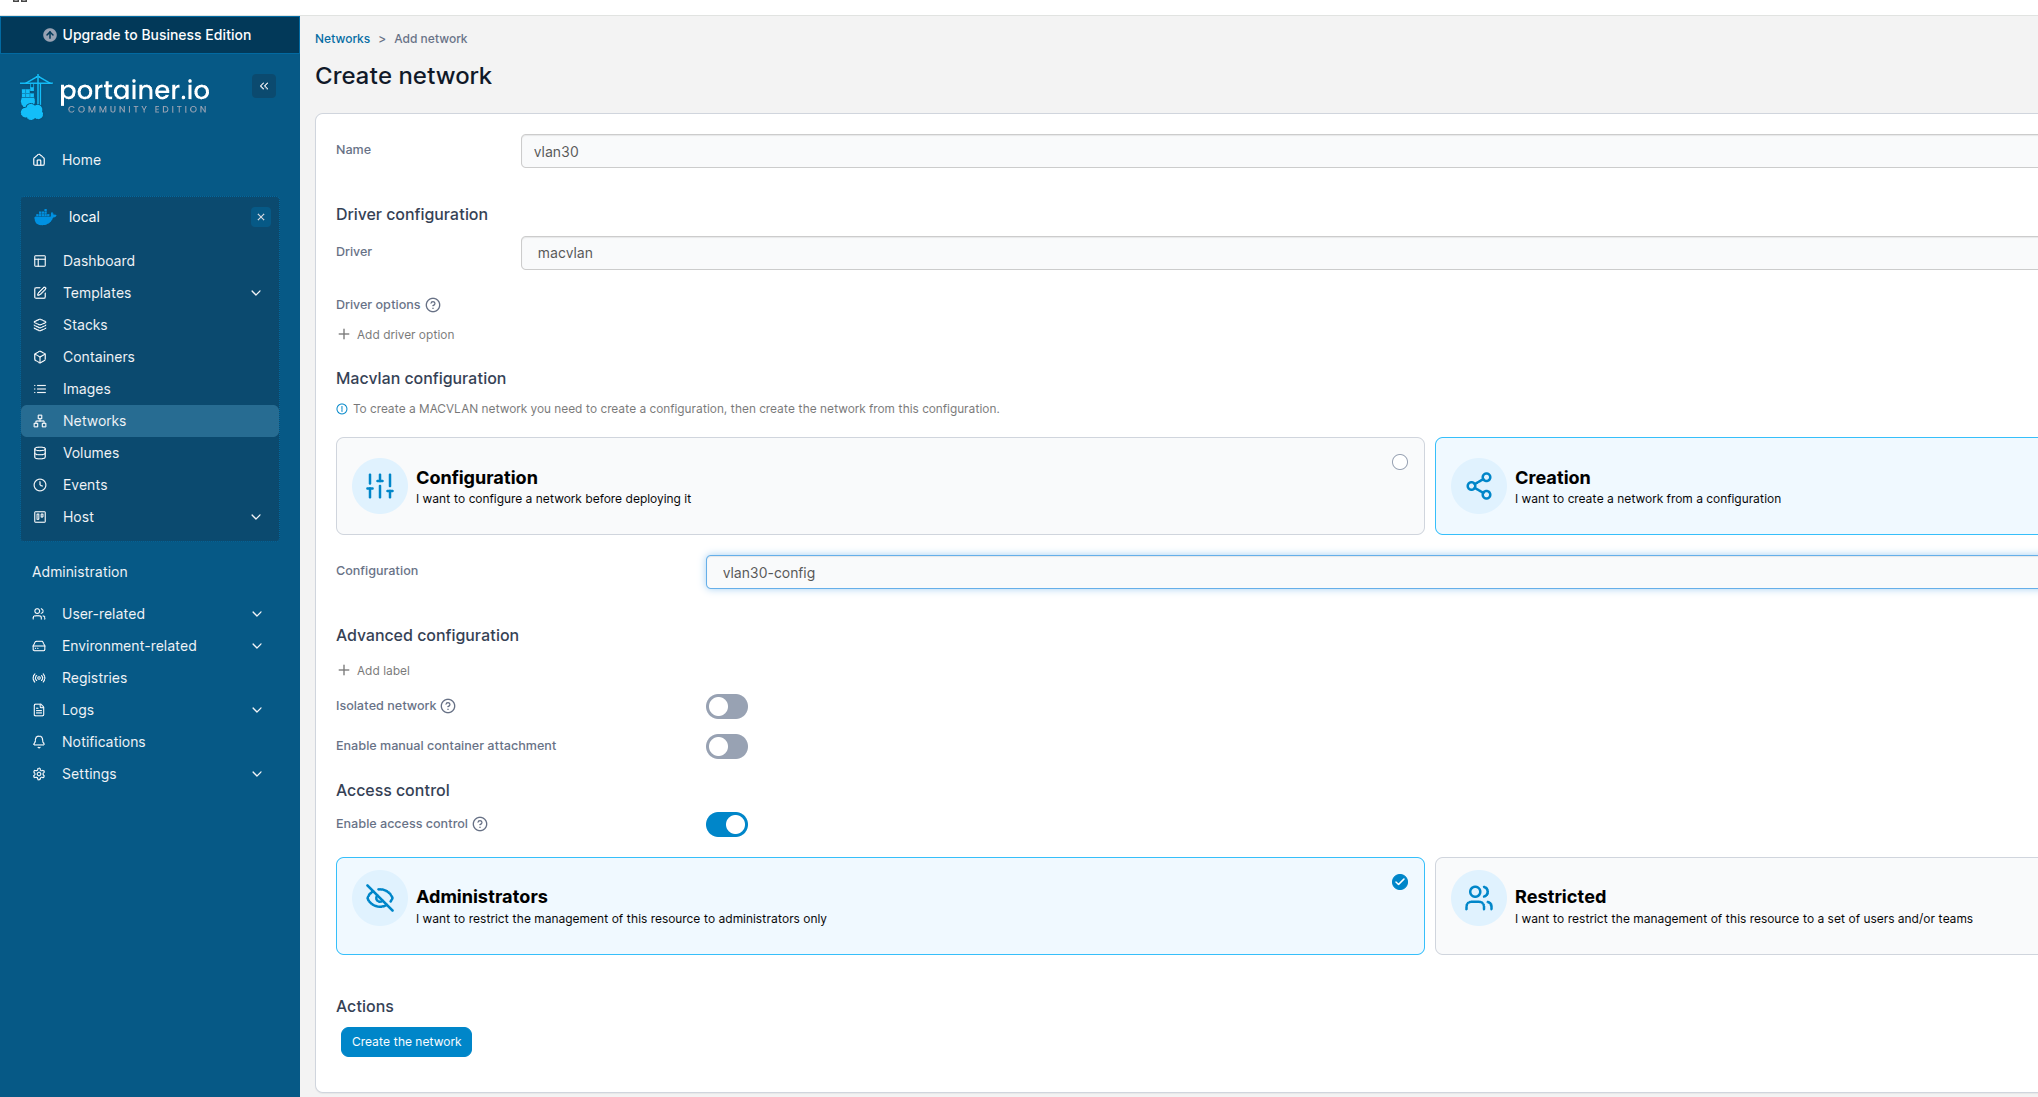 Upgrade to Business Edition
portainer.io
COMMUNITY EDITION
Home
local
Dashboard
Templates
Stacks
Containers
Images
Networks
Volumes
Events
Host
Administration
User-related
Environment-related
Registries
Logs
Notifications
Settings
Networks > Add network
Create network
Name
vlan30
Driver configuration
Driver
macvlan
Driver options
Add driver option
Macvlan configuration
To create a MACVLAN network you need to create a configuration, then create the network from this configuration.
Configuration
I want to configure a network before deploying it
Creation
I want to create a network from a configuration
Configuration
vlan30-config
Advanced configuration
Add label
Isolated network
Enable manual container attachment
Access control
Enable access control
Administrators
I want to restrict the management of this resource to administrators only
Restricted
I want to restrict the management of this resource to a set of users and/or teams
Actions
Create the network